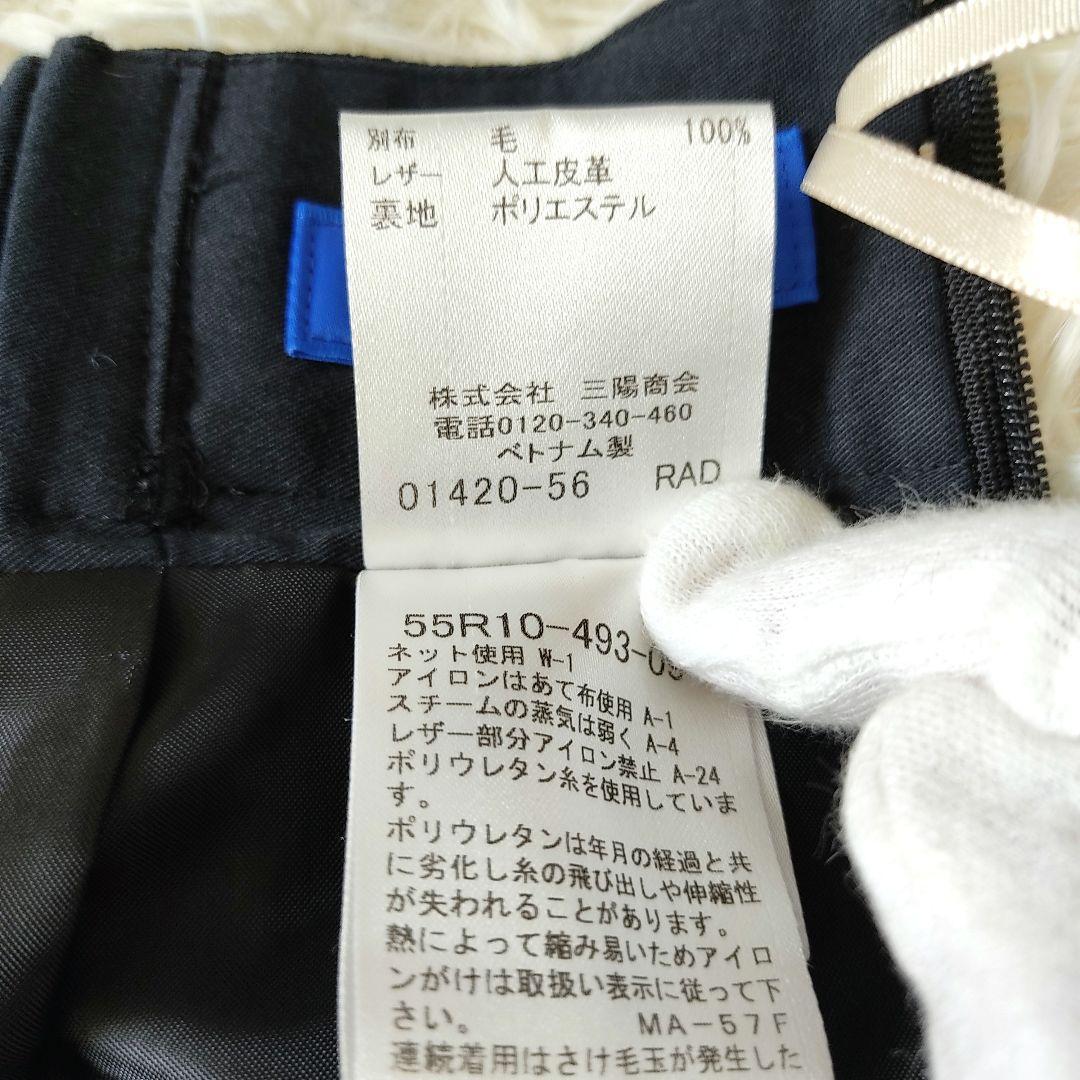 別布 毛 100%
レザー 人工皮革
裏地 ポリエステル
株式会社 三陽商会
電話0120-340-460
ベトナム製
01420-56 RAD
55R10-493-
ネット使用 W-1
アイロンはあて布使用 A-1
スチームの蒸気は弱く A-4
レザー部分アイロン禁止 A-24
ポリウレタン糸を使用していま
す。
ポリウレタンは年月の経過と共
に劣化し糸の飛び出しや伸縮性
が失われることがあります。
熱によって縮み易いためアイロ
ンがけは取扱い表示に従って下
さい。 MA-57F
連続着用はさけ毛玉が発生した